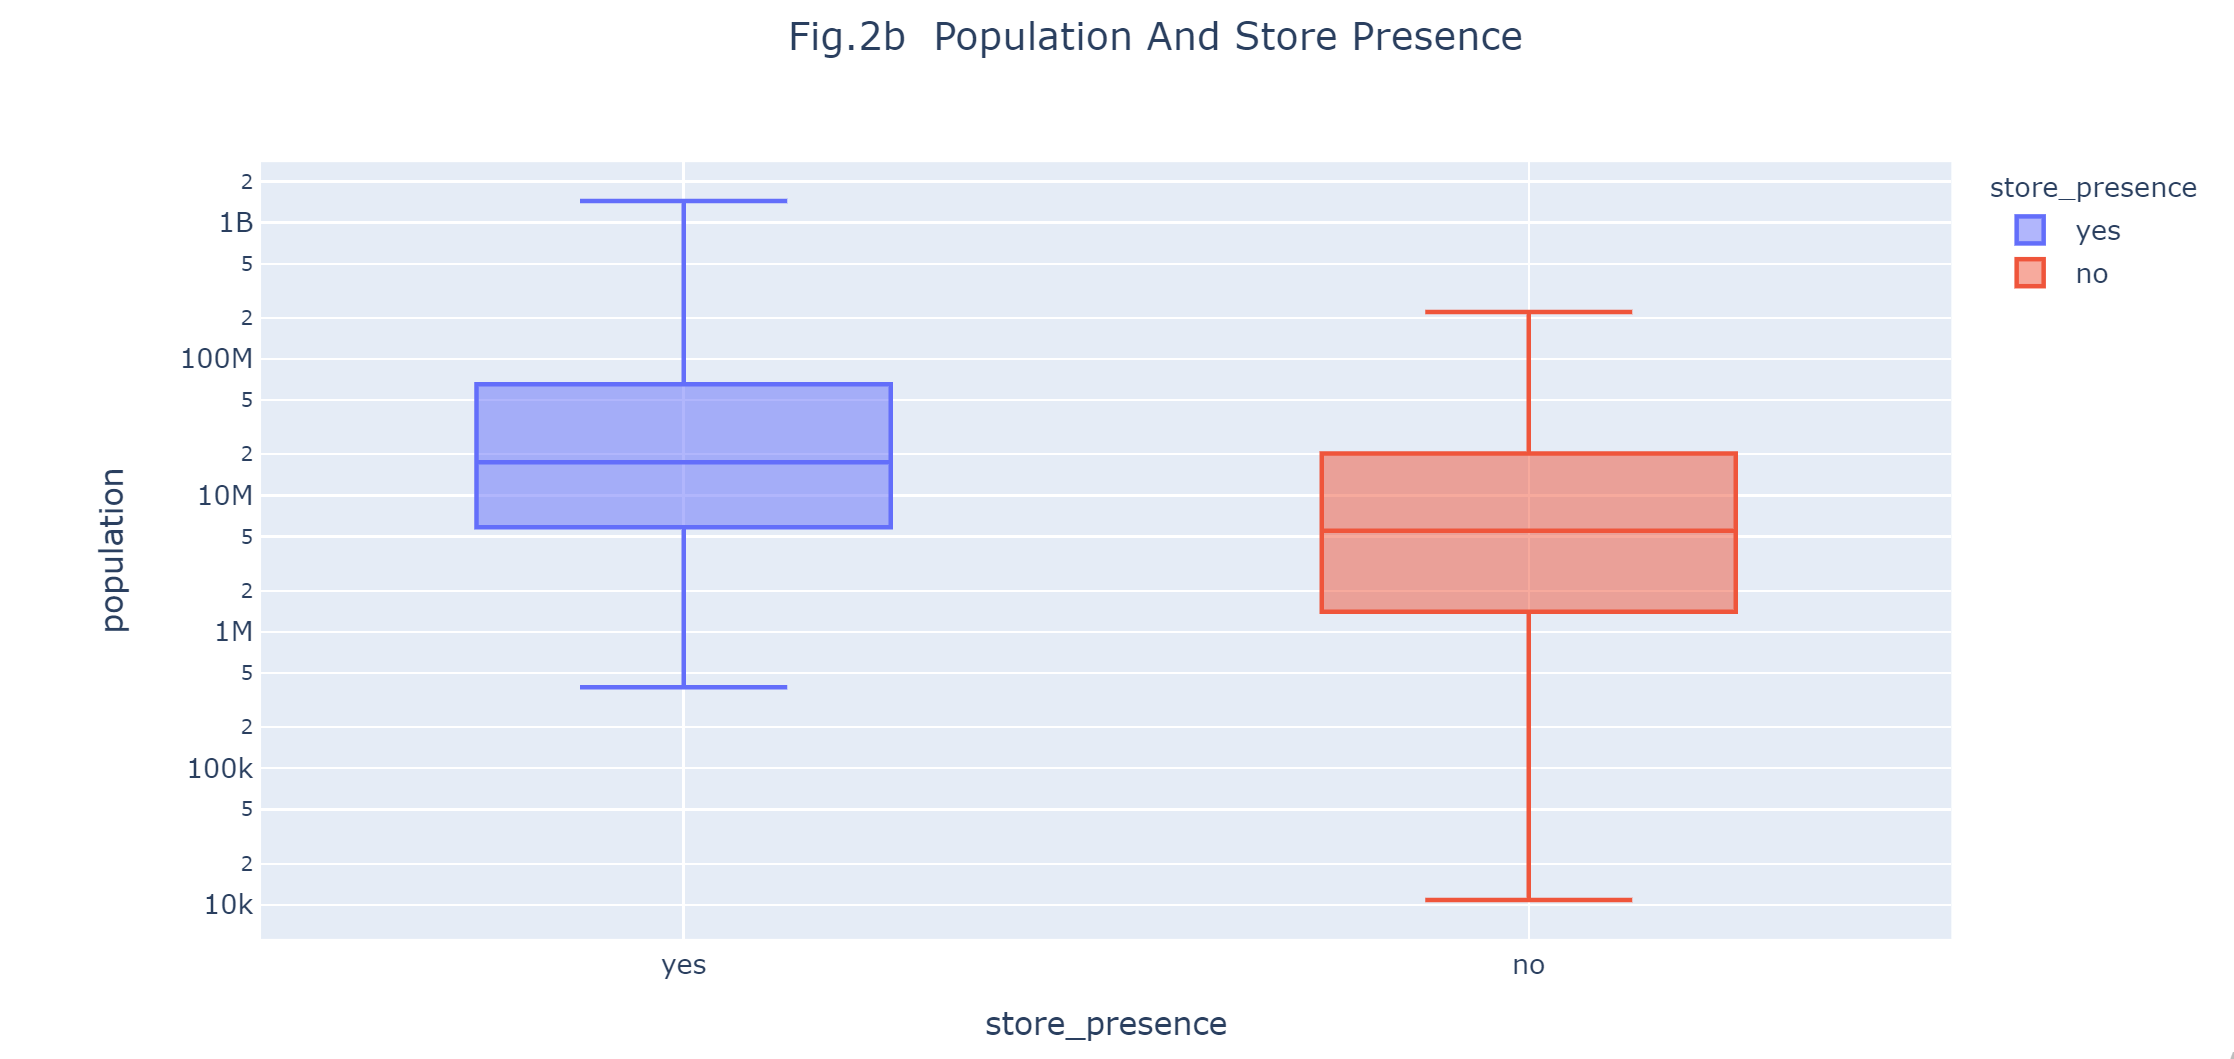 Fig.2b  Population And Store Presence
store_presence
yes
no
population
2
1B
5
2
100M
5
2
10M
5
2
1M
5
2
100k
5
2
10k
yes
no
store_presence